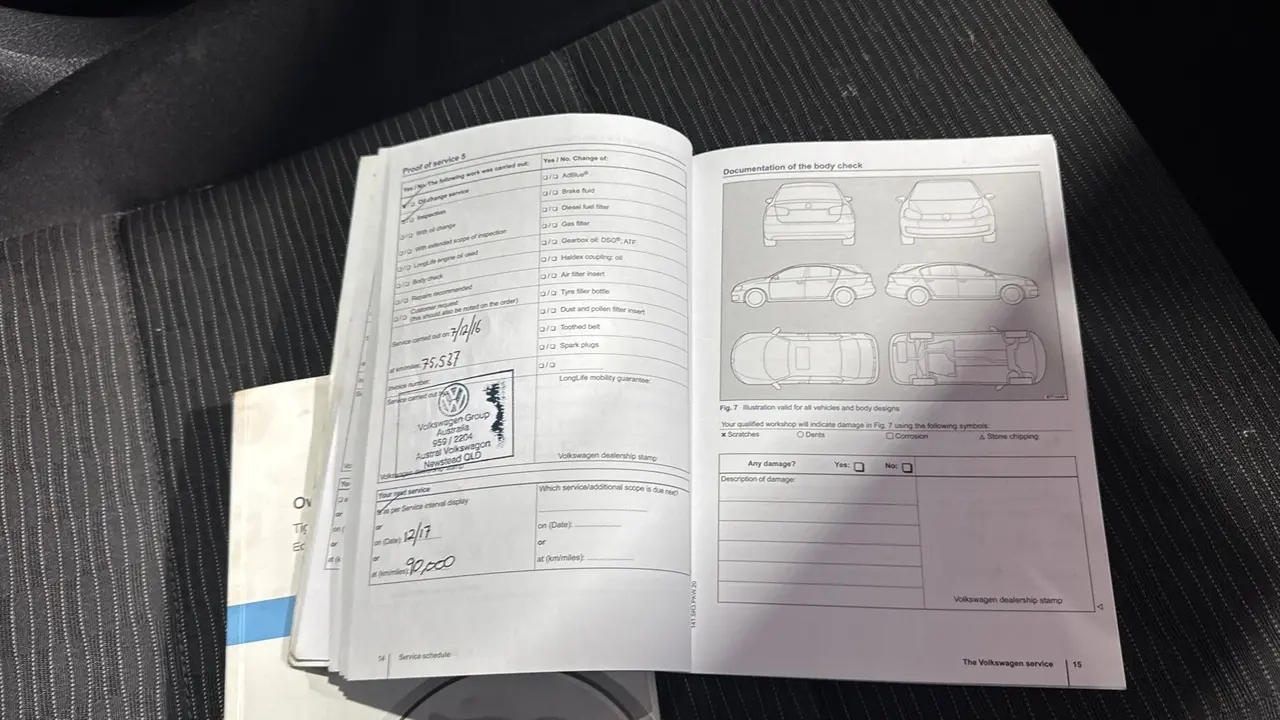 Proof of service 5
Yes / No. The following work was carried out:
Oil change service
Inspection
With oil change
With extended scope of inspection
LongLife engine oil used
Body check
Repairs recommended
Customer request
(this should also be noted on the order)
Service carried out on: 7/12/16
at km/miles: 75,537
Invoice number:
Service carried out
Volkswagen Group
Australia
959 / 2204
Austral Volkswagon
Newstead QLD
Yes / No. Change of:
AdBlue®
Brake fluid
Diesel fuel filter
Gas filter
Gearbox oil: DSG®; ATF
Haldex coupling: oil
Air filter insert
Tyre filler bottle
Dust and pollen filter insert
Toothed belt
Spark plugs
LongLife mobility guarantee:
Volkswagen dealership stamp
Your next service
as per Service interval display
or
on (Date): 12/17
or
at (km/miles): 90,000
Which service/additional scope is due next?
on (Date):
or
at (km/miles):
Service schedule
141.5R3.PKW.20
Documentation of the body check
Fig. 7 Illustration valid for all vehicles and body designs
Your qualified workshop will indicate damage in Fig. 7 using the following symbols:
× Scratches ○ Dents □ Corrosion △ Stone chipping
Any damage? Yes: No:
Description of damage:
Volkswagen dealership stamp
The Volkswagen service 15